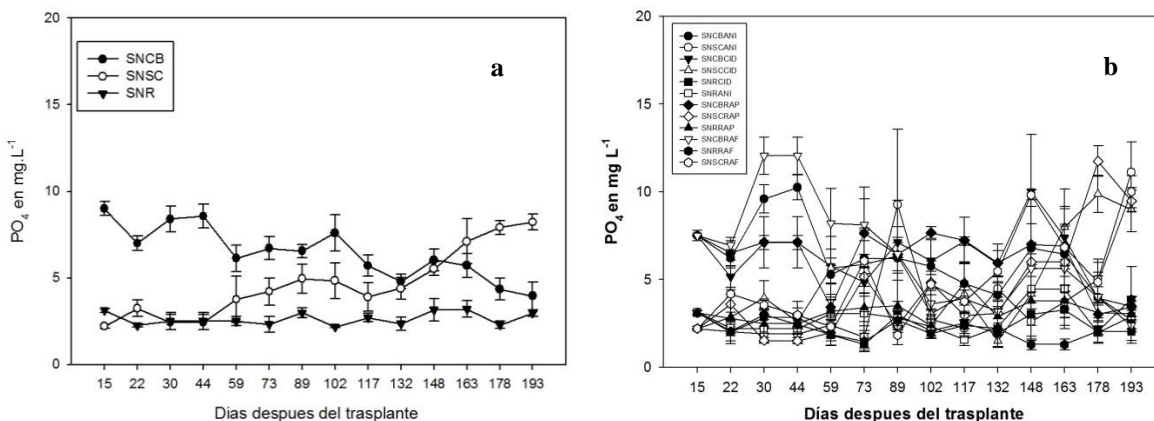 20
15
10
5
0
PO4 en mg.L-1
SNCB
SNSC
SNR
a
15 22 30 44 59 73 89 102 117 132 148 163 178 193
Dias despues del trasplante
20
15
10
5
0
PO4 en mg L-1
SNCBANI
SNSCANI
SNCBCID
SNSCCID
SNRCID
SNRANI
SNCBRAP
SNSCRAP
SNRRAP
SNCBRAF
SNRRAF
SNSCRAF
b
15 22 30 44 59 73 89 102 117 132 148 163 178 193
Días despues del trasplante